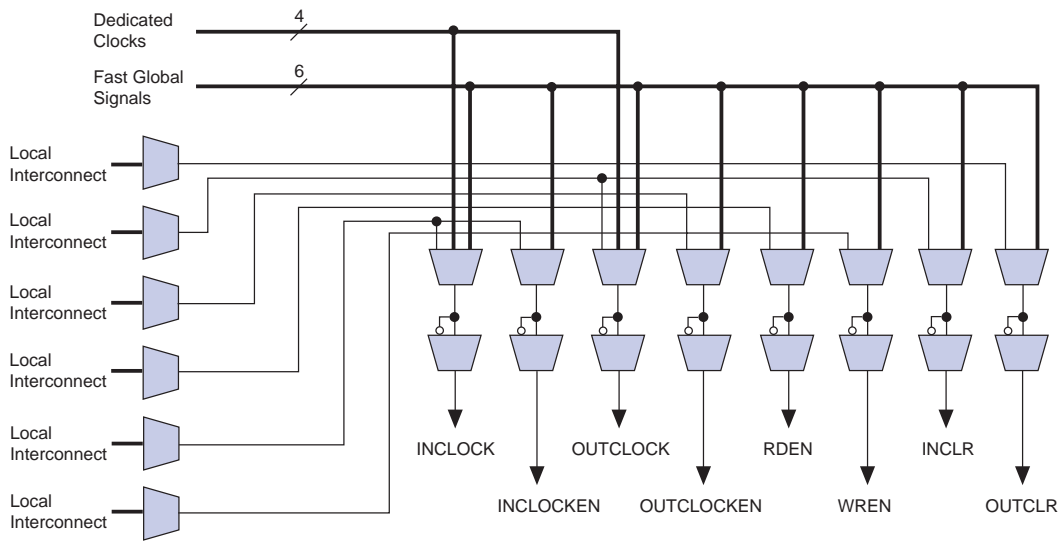 Dedicated
Clocks
4
Fast Global
Signals
6
Local
Interconnect
Local
Interconnect
Local
Interconnect
Local
Interconnect
Local
Interconnect
Local
Interconnect
INCLOCK
OUTCLOCK
RDEN
INCLR
INCLOCKEN
OUTCLOCKEN
WREN
OUTCLR